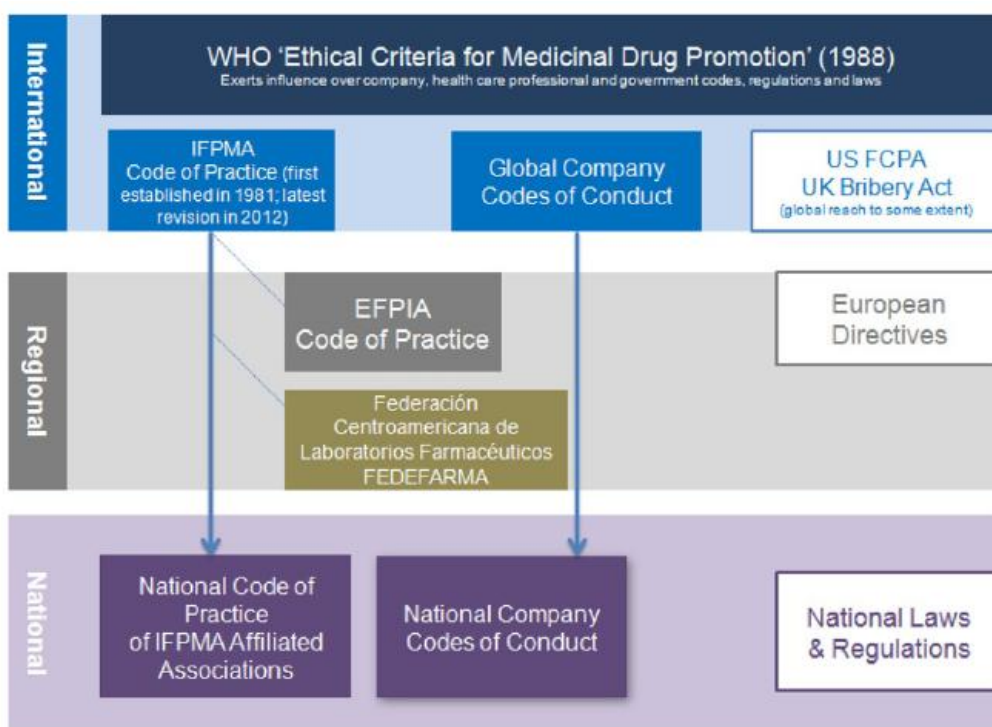 International
WHO ‘Ethical Criteria for Medicinal Drug Promotion’ (1988)
Exerts influence over company, health care professional and government codes, regulations and laws
IFPMA
Code of Practice (first
established in 1981; latest
revision in 2012)
Global Company
Codes of Conduct
US FCPA
UK Bribery Act
(global reach to some extent)
Regional
EFPIA
Code of Practice
European
Directives
Federación
Centroamericana de
Laboratorios Farmacéuticos
FEDEFARMA
National
National Code of
Practice
of IFPMA Affiliated
Associations
National Company
Codes of Conduct
National Laws
& Regulations